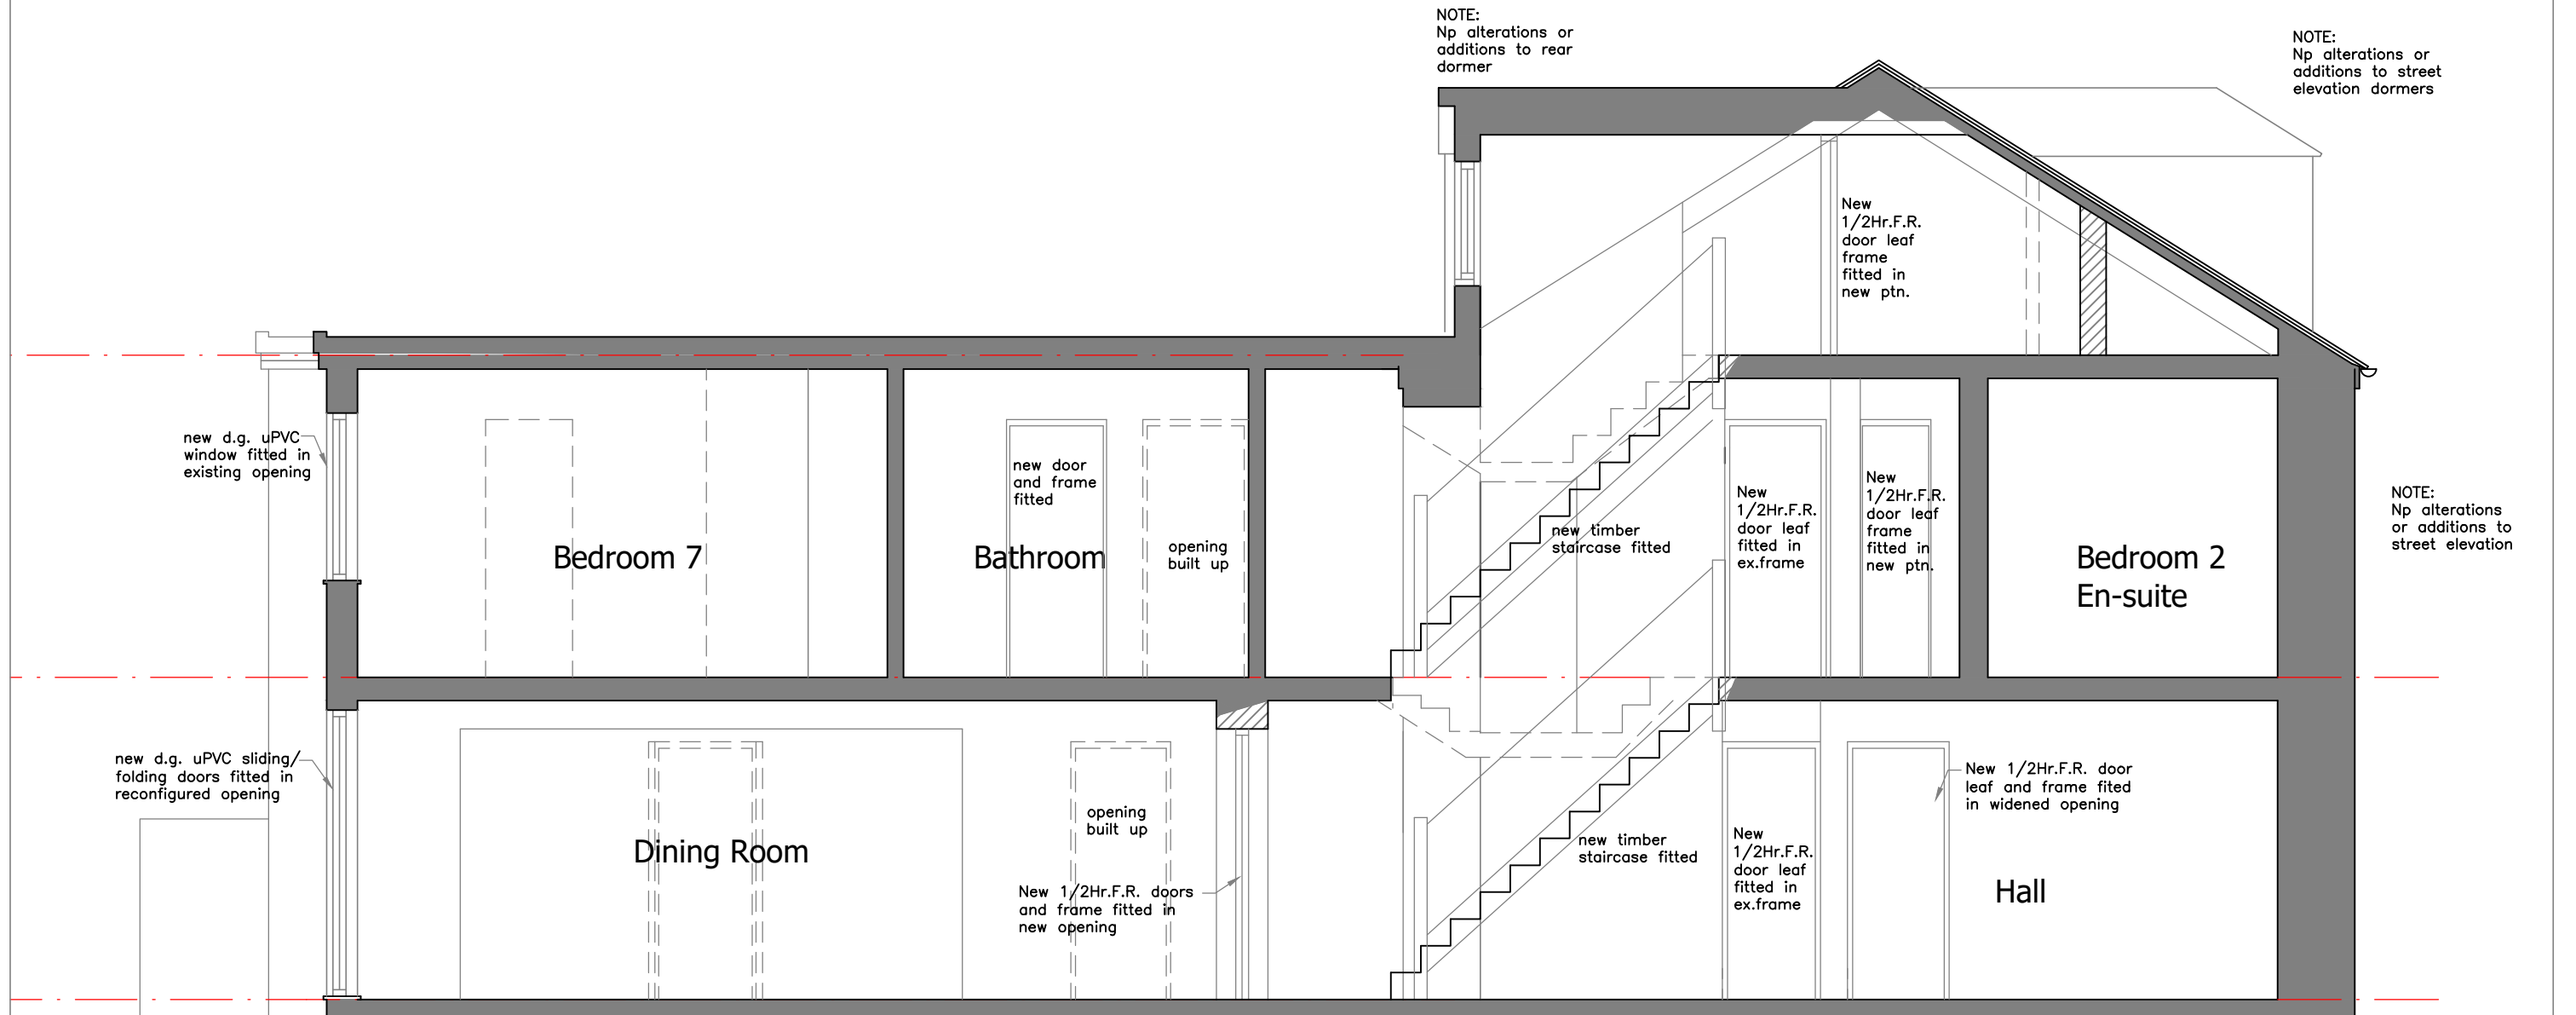 NOTE:
Np alterations or
additions to rear
dormer
NOTE:
Np alterations or
additions to street
elevation dormers
New
1/2Hr.F.R.
door leaf
frame
fitted in
new ptn.
new d.g. uPVC
window fitted in
existing opening
Bedroom 7
new door
and frame
fitted
Bathroom
opening
built up
new timber
staircase fitted
New
1/2Hr.F.R.
door leaf
fitted in
ex.frame
New
1/2Hr.F.R.
door leaf
frame
fitted in
new ptn.
Bedroom 2
En-suite
NOTE:
Np alterations
or additions to
street elevation
new d.g. uPVC sliding/
folding doors fitted in
reconfigured opening
Dining Room
opening
built up
New 1/2Hr.F.R. doors
and frame fitted in
new opening
new timber
staircase fitted
New
1/2Hr.F.R.
door leaf
fitted in
ex.frame
New 1/2Hr.F.R. door
leaf and frame fited
in widened opening
Hall